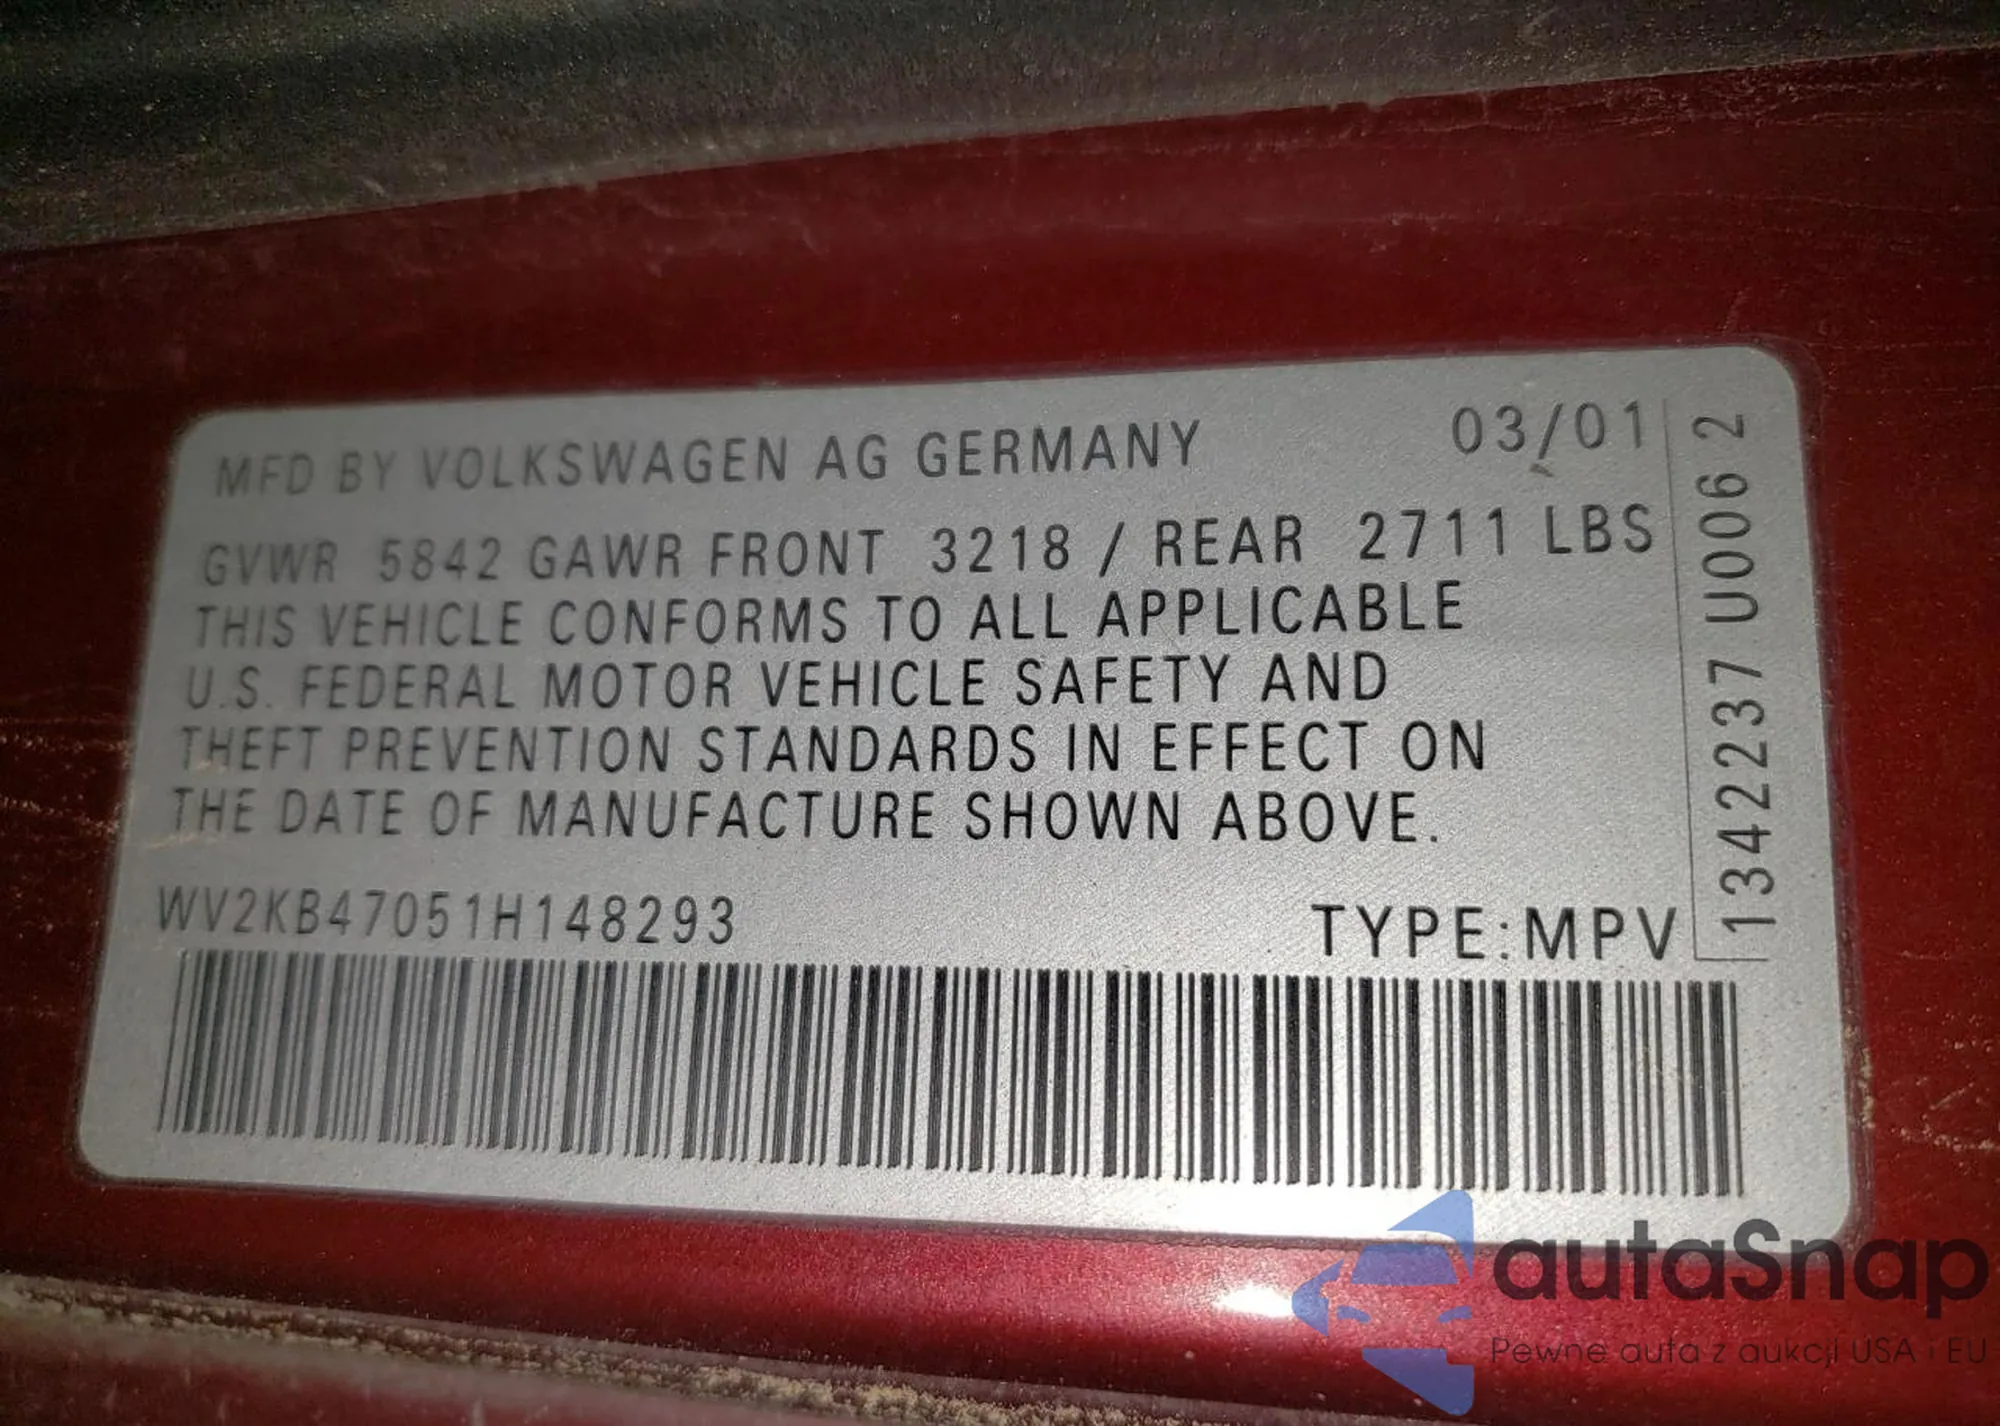 MFD BY VOLKSWAGEN AG GERMANY 03/01
GVWR 5842 GAWR FRONT 3218 / REAR 2711 LBS
THIS VEHICLE CONFORMS TO ALL APPLICABLE
U.S. FEDERAL MOTOR VEHICLE SAFETY AND
THEFT PREVENTION STANDARDS IN EFFECT ON
THE DATE OF MANUFACTURE SHOWN ABOVE.
WV2KB47051H148293 TYPE:MPV
1342237 U006 2
autaSnap
Pewne auta z aukcji USA i EU